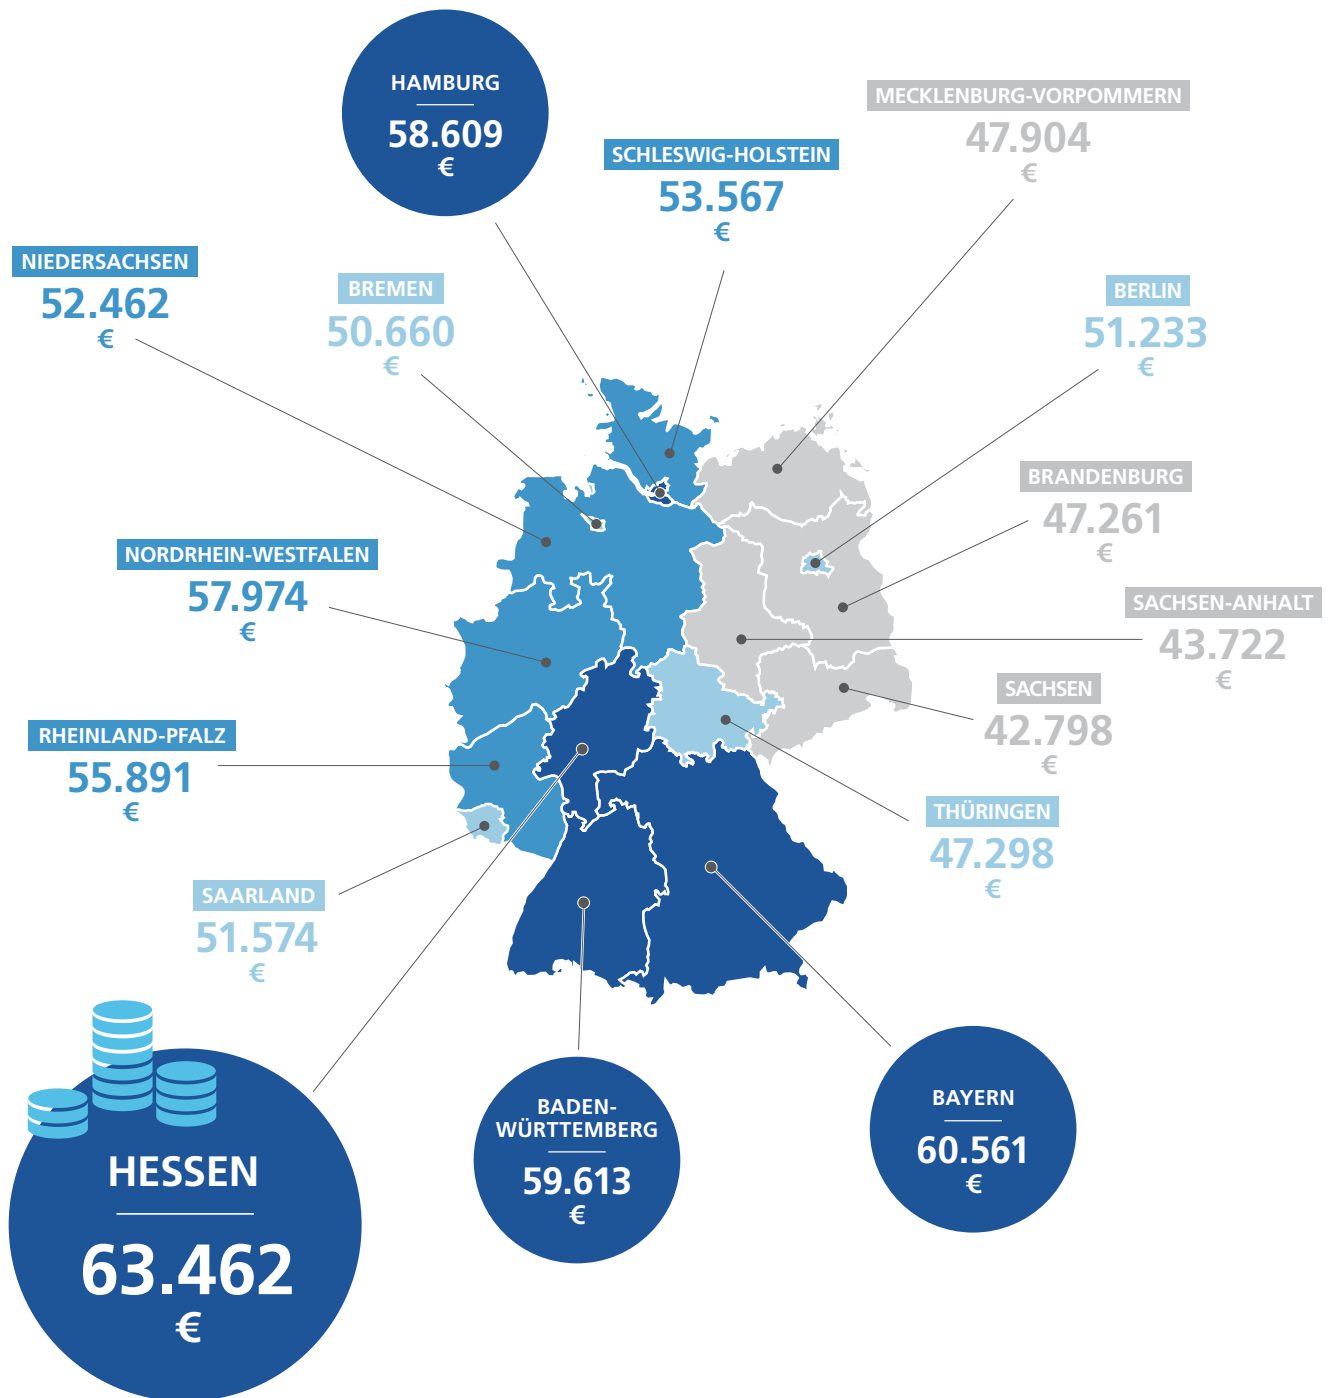 HAMBURG
58.609
€
MECKLENBURG-VORPOMMERN
47.904
€
SCHLESWIG-HOLSTEIN
53.567
€
NIEDERSACHSEN
52.462
€
BREMEN
50.660
€
BERLIN
51.233
€
BRANDENBURG
47.261
€
NORDRHEIN-WESTFALEN
57.974
€
SACHSEN-ANHALT
43.722
€
SACHSEN
42.798
€
RHEINLAND-PFALZ
55.891
€
THÜRINGEN
47.298
€
SAARLAND
51.574
€
HESSEN
63.462
€
BADEN-
WÜRTTEMBERG
59.613
€
BAYERN
60.561
€